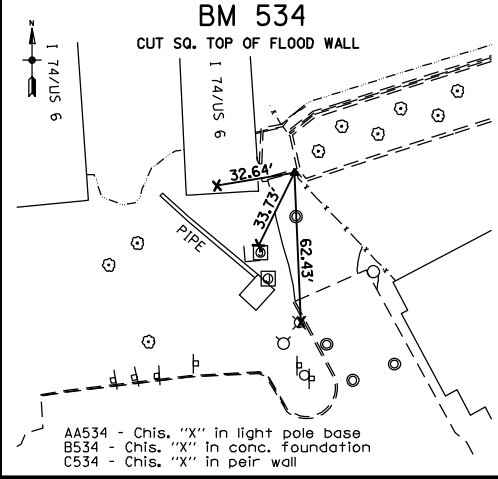 BM 534
CUT SQ. TOP OF FLOOD WALL
N
I 74/US 6
I 74/US 6
32.64'
33.73'
62.43'
PIPE
AA534 - Chis. "X" in light pole base
B534 - Chis. "X" in conc. foundation
C534 - Chis. "X" in peir wall